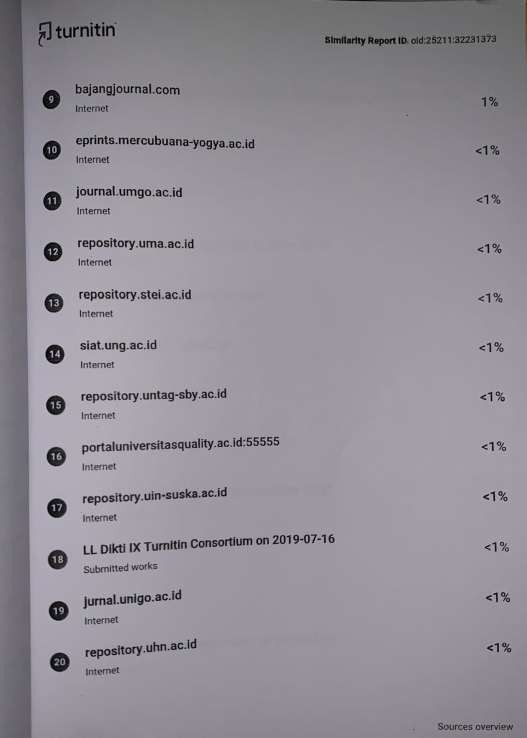 turnitin
Similarity Report ID: oid:25211:32231373
9 bajangjournal.com 1%
Internet
10 eprints.mercubuana-yogya.ac.id <1%
Internet
11 journal.umgo.ac.id <1%
Internet
12 repository.uma.ac.id <1%
Internet
13 repository.stei.ac.id <1%
Internet
14 siat.ung.ac.id <1%
Internet
15 repository.untag-sby.ac.id <1%
Internet
16 portaluniversitasquality.ac.id:55555 <1%
Internet
17 repository.uin-suska.ac.id <1%
Internet
18 LL Dikti IX Turnitin Consortium on 2019-07-16 <1%
Submitted works
19 jurnal.unigo.ac.id <1%
Internet
20 repository.uhn.ac.id <1%
Internet
Sources overview